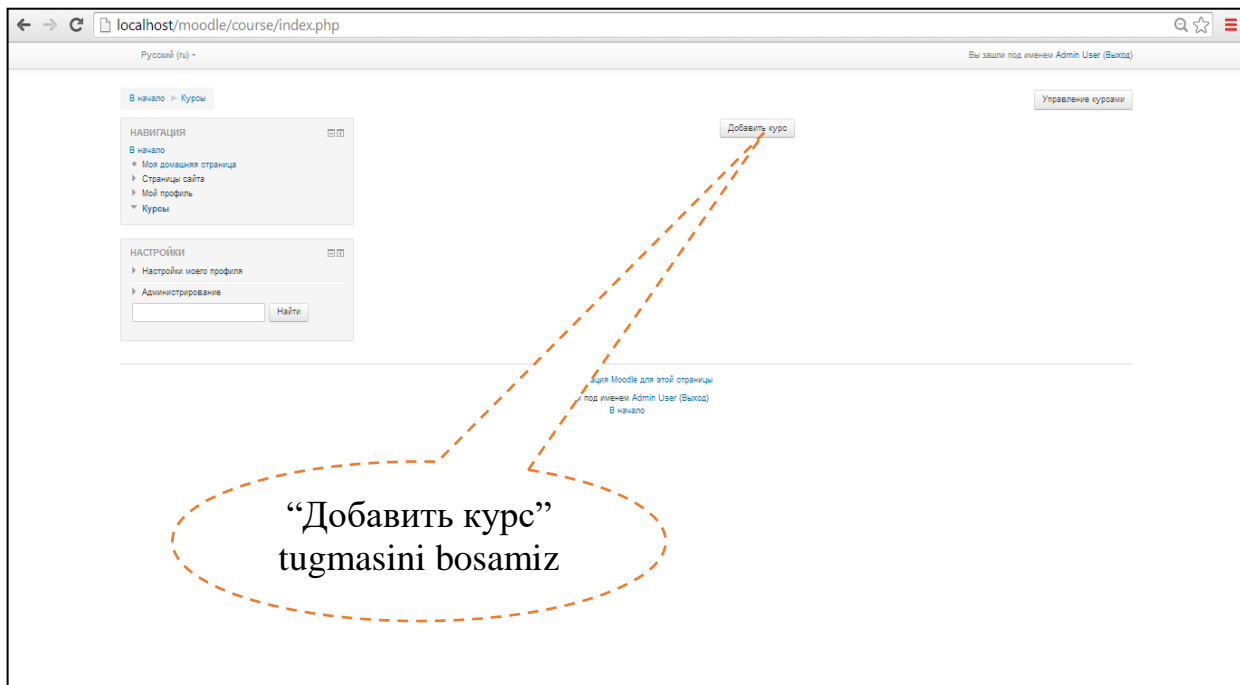 localhost/moodle/course/index.php
Русский (ru)
Вы зашли под именем Admin User (Выход)
В начало Курсы
Управление курсами
Добавить курс
НАВИГАЦИЯ
В начало
Моя домашняя страница
Страницы сайта
Мой профиль
Курсы
НАСТРОЙКИ
Настройки моего профиля
Администрирование
Найти
Moodle для этой страницы
под именем Admin User (Выход)
В начало
“Добавить курс”
tugmasini bosamiz